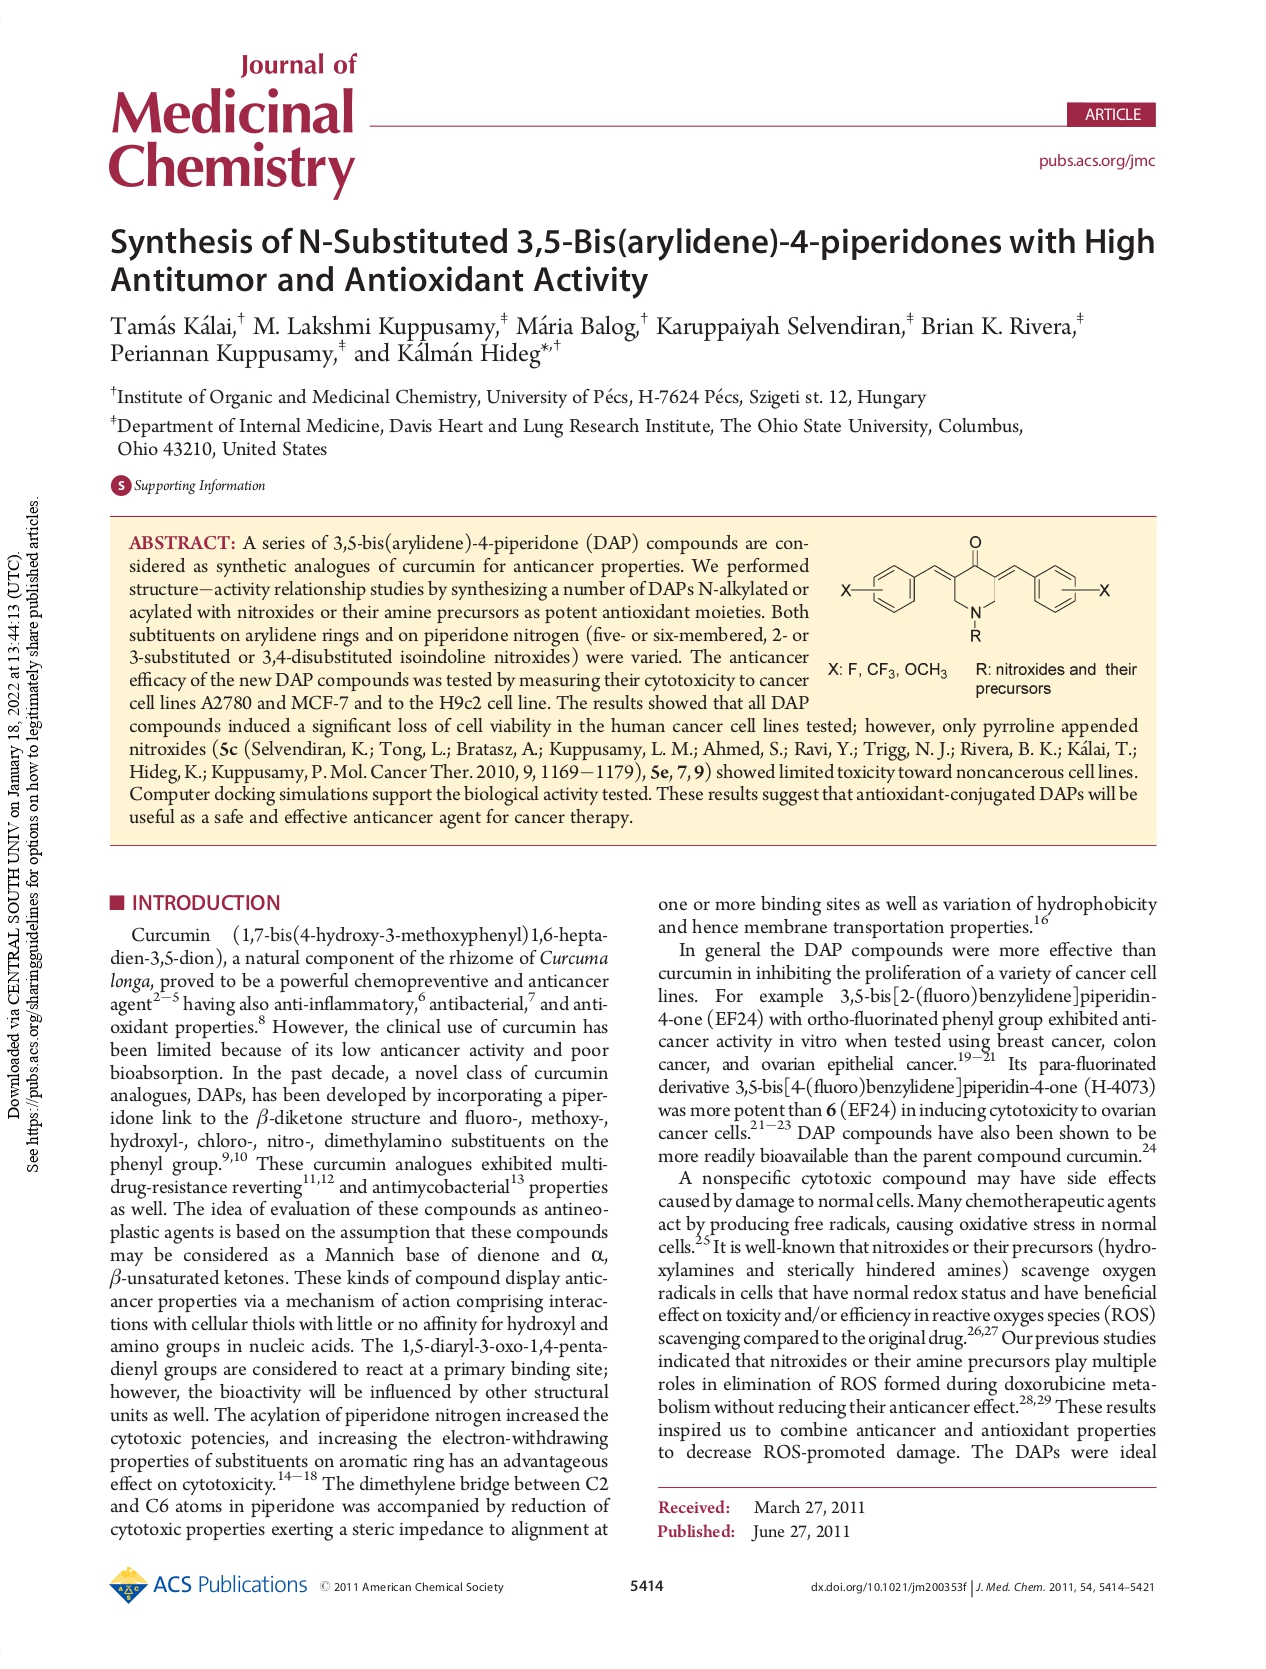 Journal of
Medicinal
Chemistry
ARTICLE
pubs.acs.org/jmc
Synthesis of N-Substituted 3,5-Bis(arylidene)-4-piperidones with High
Antitumor and Antioxidant Activity
Tamás Kálai,† M. Lakshmi Kuppusamy,‡ Mária Balog,† Karuppaiyah Selvendiran,‡ Brian K. Rivera,‡
Periannan Kuppusamy,‡ and Kálmán Hideg*,†
†Institute of Organic and Medicinal Chemistry, University of Pécs, H-7624 Pécs, Szigeti st. 12, Hungary
‡Department of Internal Medicine, Davis Heart and Lung Research Institute, The Ohio State University, Columbus,
Ohio 43210, United States
S Supporting Information
ABSTRACT: A series of 3,5-bis(arylidene)-4-piperidone (DAP) compounds are con-
sidered as synthetic analogues of curcumin for anticancer properties. We performed
structure−activity relationship studies by synthesizing a number of DAPs N-alkylated or
acylated with nitroxides or their amine precursors as potent antioxidant moieties. Both
subtituents on arylidene rings and on piperidone nitrogen (five- or six-membered, 2- or
3-substituted or 3,4-disubstituted isoindoline nitroxides) were varied. The anticancer
efficacy of the new DAP compounds was tested by measuring their cytotoxicity to cancer
cell lines A2780 and MCF-7 and to the H9c2 cell line. The results showed that all DAP
compounds induced a significant loss of cell viability in the human cancer cell lines tested; however, only pyrroline appended
nitroxides (5c (Selvendiran, K.; Tong, L.; Bratasz, A.; Kuppusamy, L. M.; Ahmed, S.; Ravi, Y.; Trigg, N. J.; Rivera, B. K.; Kálai, T.;
Hideg, K.; Kuppusamy, P. Mol. Cancer Ther. 2010, 9, 1169−1179), 5e, 7, 9) showed limited toxicity toward noncancerous cell lines.
Computer docking simulations support the biological activity tested. These results suggest that antioxidant-conjugated DAPs will be
useful as a safe and effective anticancer agent for cancer therapy.
O
X
X
N
R
X: F, CF3, OCH3 R: nitroxides and their
precursors
INTRODUCTION
Curcumin (1,7-bis(4-hydroxy-3-methoxyphenyl)1,6-hepta-
dien-3,5-dion), a natural component of the rhizome of Curcuma
longa, proved to be a powerful chemopreventive and anticancer
agent2−5 having also anti-inflammatory,6 antibacterial,7 and anti-
oxidant properties.8 However, the clinical use of curcumin has
been limited because of its low anticancer activity and poor
bioabsorption. In the past decade, a novel class of curcumin
analogues, DAPs, has been developed by incorporating a piper-
idone link to the β-diketone structure and fluoro-, methoxy-,
hydroxyl-, chloro-, nitro-, dimethylamino substituents on the
phenyl group.9,10 These curcumin analogues exhibited multi-
drug-resistance reverting11,12 and antimycobacterial13 properties
as well. The idea of evaluation of these compounds as antineo-
plastic agents is based on the assumption that these compounds
may be considered as a Mannich base of dienone and α,
β-unsaturated ketones. These kinds of compound display antic-
ancer properties via a mechanism of action comprising interac-
tions with cellular thiols with little or no affinity for hydroxyl and
amino groups in nucleic acids. The 1,5-diaryl-3-oxo-1,4-penta-
dienyl groups are considered to react at a primary binding site;
however, the bioactivity will be influenced by other structural
units as well. The acylation of piperidone nitrogen increased the
cytotoxic potencies, and increasing the electron-withdrawing
properties of substituents on aromatic ring has an advantageous
effect on cytotoxicity.14−18 The dimethylene bridge between C2
and C6 atoms in piperidone was accompanied by reduction of
cytotoxic properties exerting a steric impedance to alignment at
one or more binding sites as well as variation of hydrophobicity
and hence membrane transportation properties.16
In general the DAP compounds were more effective than
curcumin in inhibiting the proliferation of a variety of cancer cell
lines. For example 3,5-bis[2-(fluoro)benzylidene]piperidin-
4-one (EF24) with ortho-fluorinated phenyl group exhibited anti-
cancer activity in vitro when tested using breast cancer, colon
cancer, and ovarian epithelial cancer.19−21 Its para-fluorinated
derivative 3,5-bis[4-(fluoro)benzylidene]piperidin-4-one (H-4073)
was more potent than 6 (EF24) in inducing cytotoxicity to ovarian
cancer cells.21−23 DAP compounds have also been shown to be
more readily bioavailable than the parent compound curcumin.24
A nonspecific cytotoxic compound may have side effects
caused by damage to normal cells. Many chemotherapeutic agents
act by producing free radicals, causing oxidative stress in normal
cells.25 It is well-known that nitroxides or their precursors (hydro-
xylamines and sterically hindered amines) scavenge oxygen
radicals in cells that have normal redox status and have beneficial
effect on toxicity and/or efficiency in reactive oxyges species (ROS)
scavenging compared to the original drug.26,27 Our previous studies
indicated that nitroxides or their amine precursors play multiple
roles in elimination of ROS formed during doxorubicine meta-
bolism without reducing their anticancer effect.28,29 These results
inspired us to combine anticancer and antioxidant properties
to decrease ROS-promoted damage. The DAPs were ideal
Received: March 27, 2011
Published: June 27, 2011
ACS Publications © 2011 American Chemical Society
5414
dx.doi.org/10.1021/jm200353f | J. Med. Chem. 2011, 54, 5414–5421
Downloaded via CENTRAL SOUTH UNIV on January 18, 2022 at 13:44:13 (UTC).
See https://pubs.acs.org/sharingguidelines for options on how to legitimately share published articles.